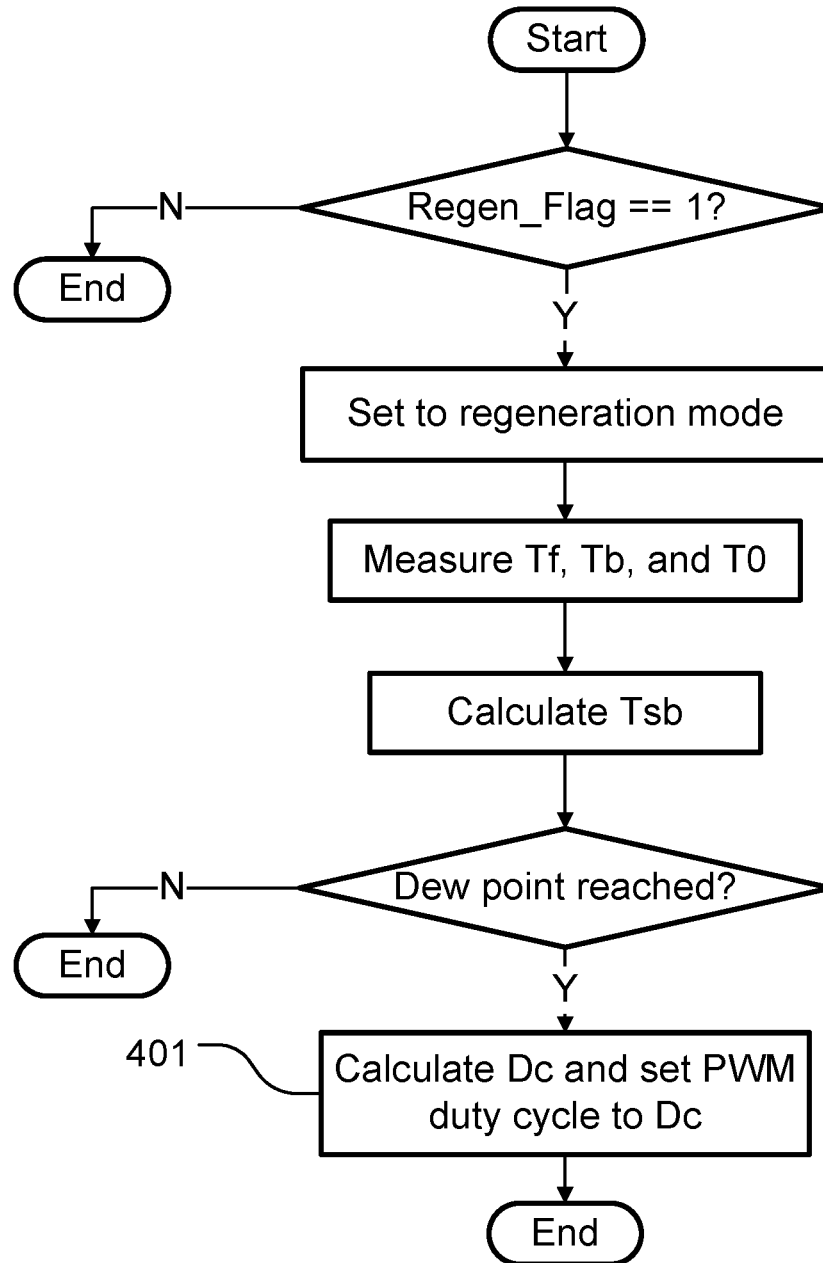 Start
Regen_Flag == 1?
N
End
Y
Set to regeneration mode
Measure Tf, Tb, and T0
Calculate Tsb
Dew point reached?
N
End
Y
401
Calculate Dc and set PWM
duty cycle to Dc
End